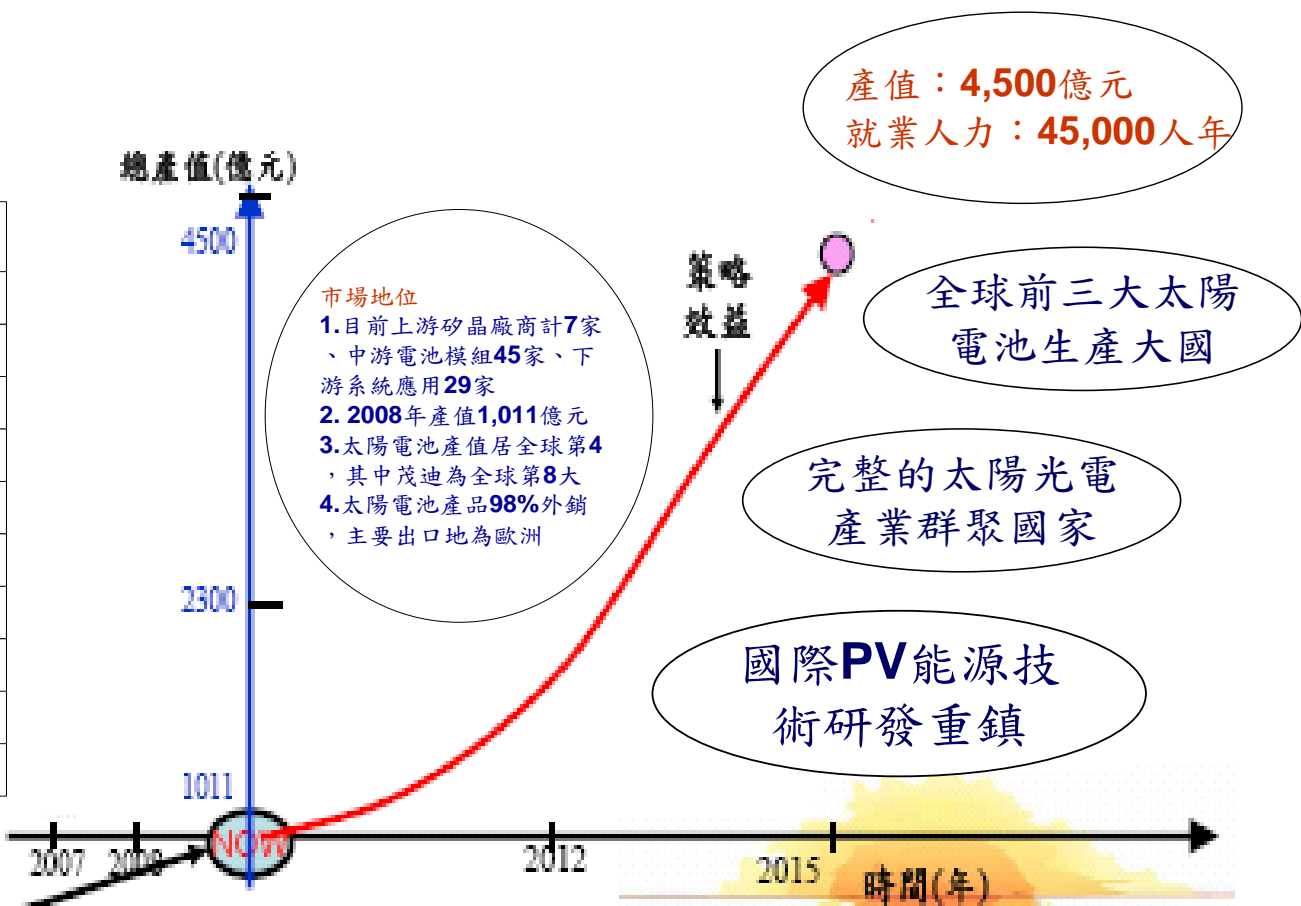 產值：4,500億元
就業人力：45,000人年
總產值(億元)
4500
市場地位
1.目前上游矽晶廠商計7家
、中游電池模組45家、下
游系統應用29家
2. 2008年產值1,011億元
3.太陽電池產值居全球第4
，其中茂迪為全球第8大
4.太陽電池產品98%外銷
，主要出口地為歐洲
策略
效益
全球前三大太陽
電池生產大國
完整的太陽光電
產業群聚國家
2300
國際PV能源技
術研發重鎮
1011
NOW
2007
2012
2015
時間(年)